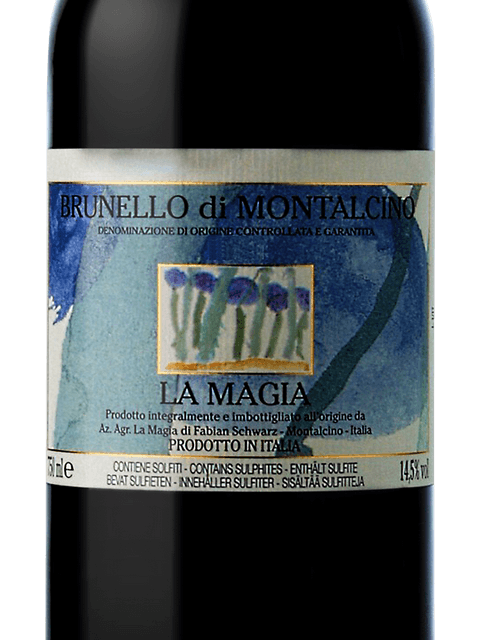 BRUNELLO di MONTALCINO
DENOMINAZIONE DI ORIGINE CONTROLLATA E GARANTITA
LA MAGIA
Prodotto integralmente e imbottigliato all'origine da
Az. Agr. La Magia di Fabian Schwarz - Montalcino - Italia
PRODOTTO IN ITALIA
CONTIENE SOLFITI - CONTAINS SULPHITES - ENTHÄLT SULFITE
750 ml e
BEVAT SULFIETEN - INNEHÅLLER SULFITER - SISÄLTÄÄ SULFITTEJA
14,5% vol